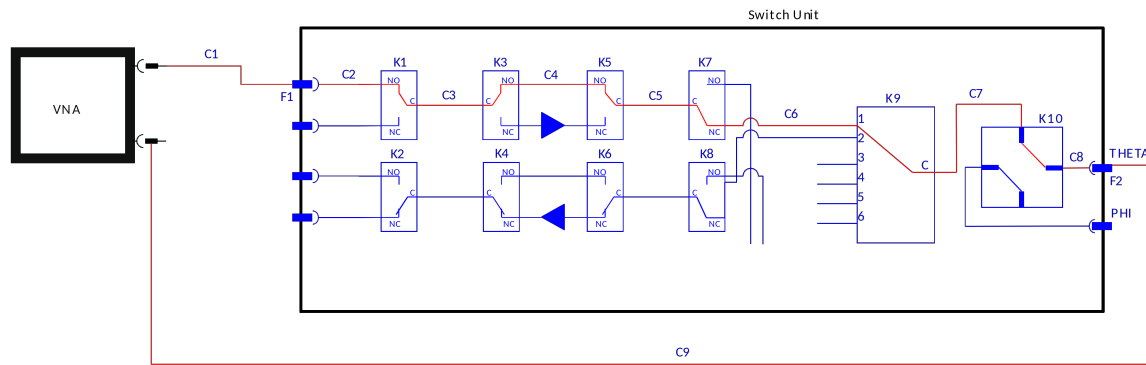 Switch Unit
VNA
C1
F1
C2
K1
NO
C
NC
C3
K3
NO
C
NC
C4
K5
NO
C
NC
C5
K7
NO
C
NC
C6
K2
NO
C
NC
K4
NO
C
NC
K6
NO
C
NC
K8
NO
C
NC
K9
1
2
3
4
5
6
C
C7
K10
C8
THETA
F2
PHI
C9